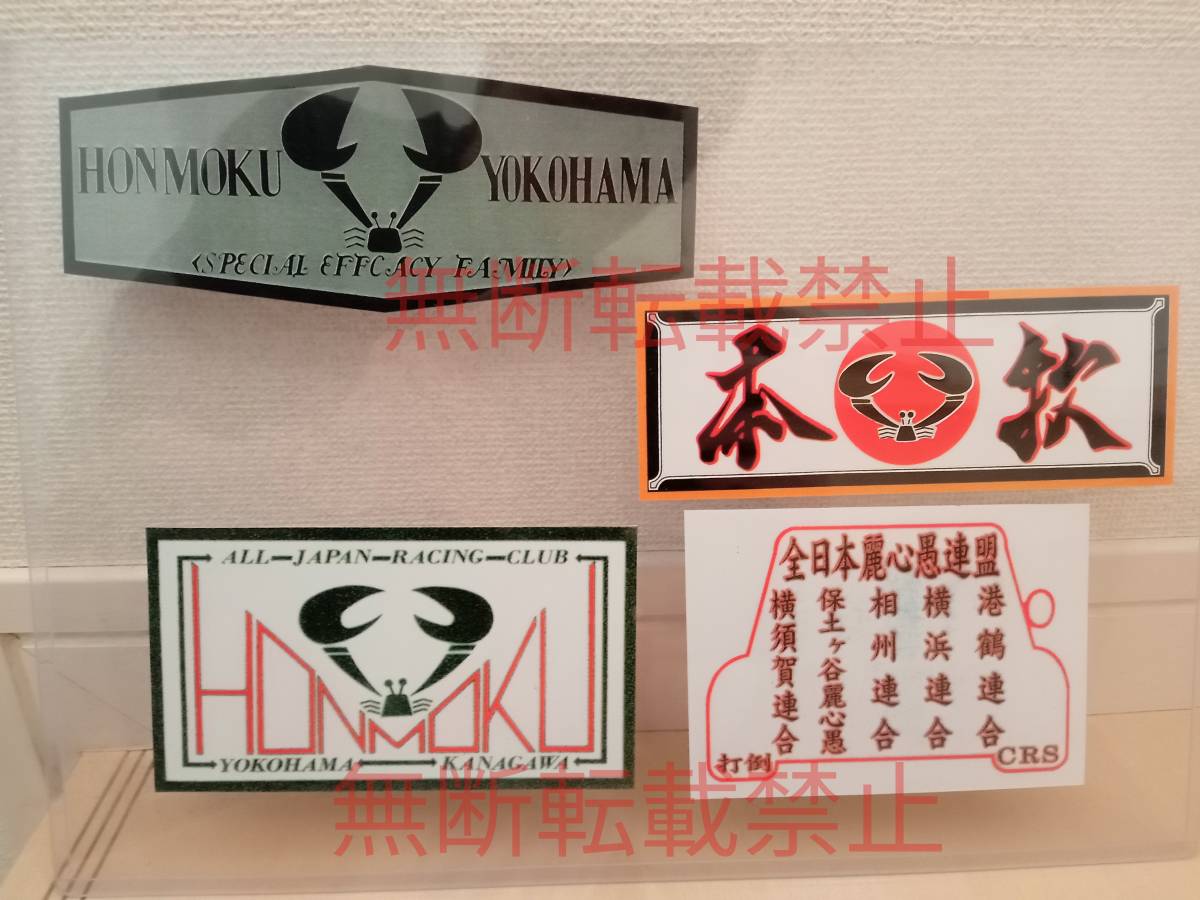 HONMOKU YOKOHAMA
<SPECIAL EFFCACY FAMILY>
無断転載禁止
本 牧
ALL—JAPAN—RACING—CLUB
HONMOKU
YOKOHAMA KANAGAWA
全日本麗心愚連盟
港鶴連合
横浜連合
相州連合
保土ヶ谷麗心愚
横須賀連合
打倒 CRS
無断転載禁止